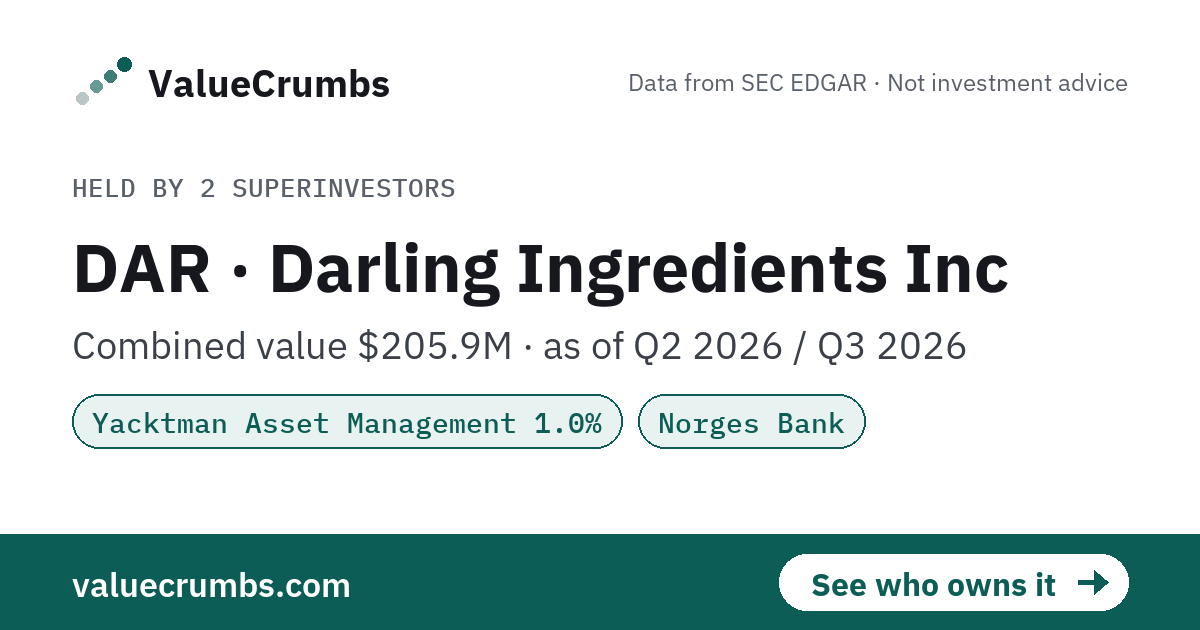 ValueCrumbs
Data from SEC EDGAR · Not investment advice
HELD BY 2 SUPERINVESTORS
DAR · Darling Ingredients Inc
Combined value $205.9M · as of Q2 2026 / Q3 2026
Yacktman Asset Management 1.0% Norges Bank
valuecrumbs.com
See who owns it →